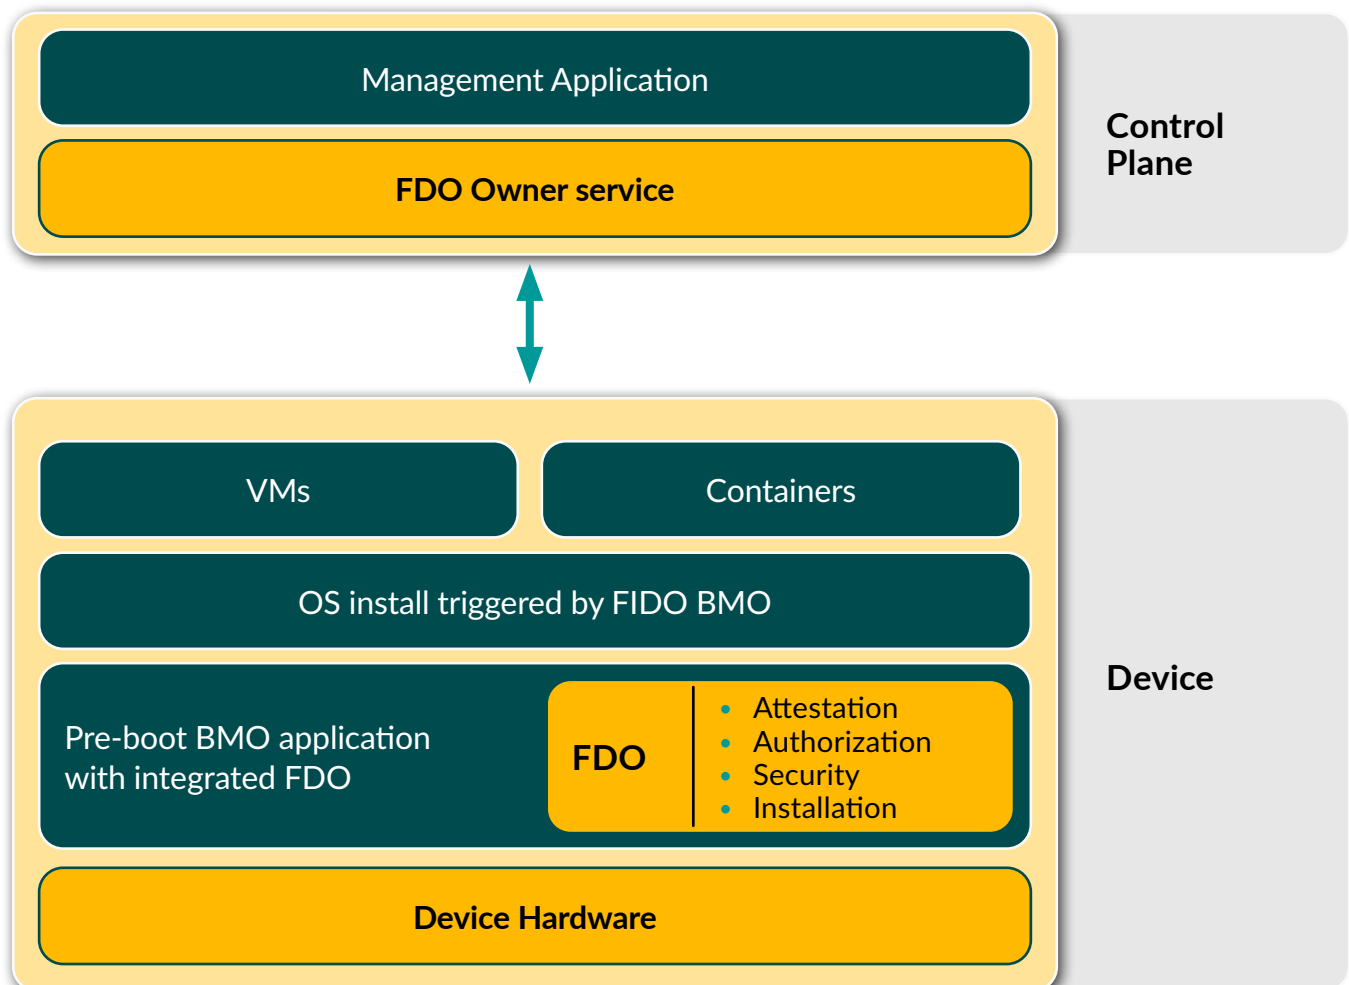 Management Application
FDO Owner service
Control
Plane
VMs
Containers
OS install triggered by FIDO BMO
Pre-boot BMO application
with integrated FDO
FDO
• Attestation
• Authorization
• Security
• Installation
Device
Device Hardware